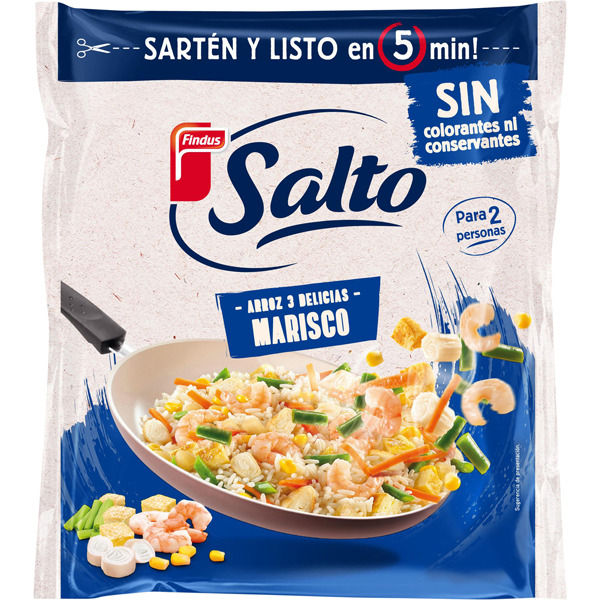 SARTÉN Y LISTO en 5 min!
SIN
colorantes ni
conservantes
Findus
Salto
Para 2
personas
- ARROZ 3 DELICIAS -
MARISCO
Sugerencia de presentación.